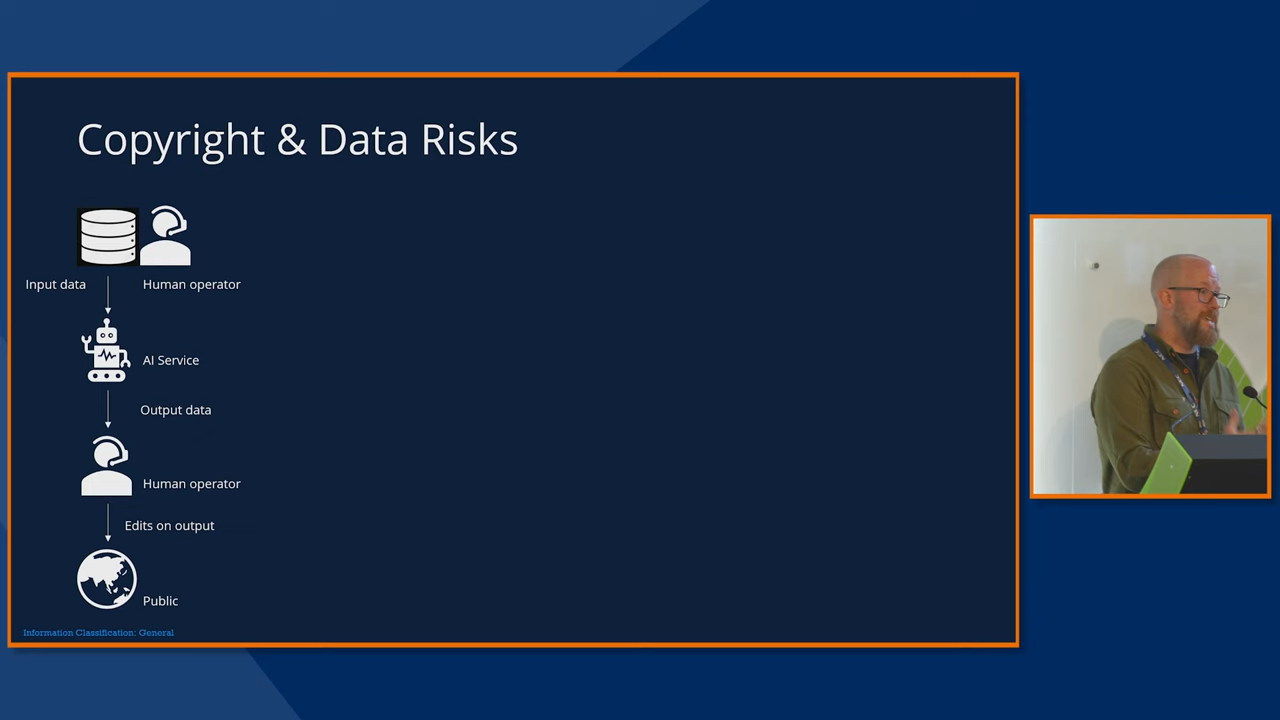 Copyright & Data Risks
Input data
Human operator
AI Service
Output data
Human operator
Edits on output
Public
Information Classification: General